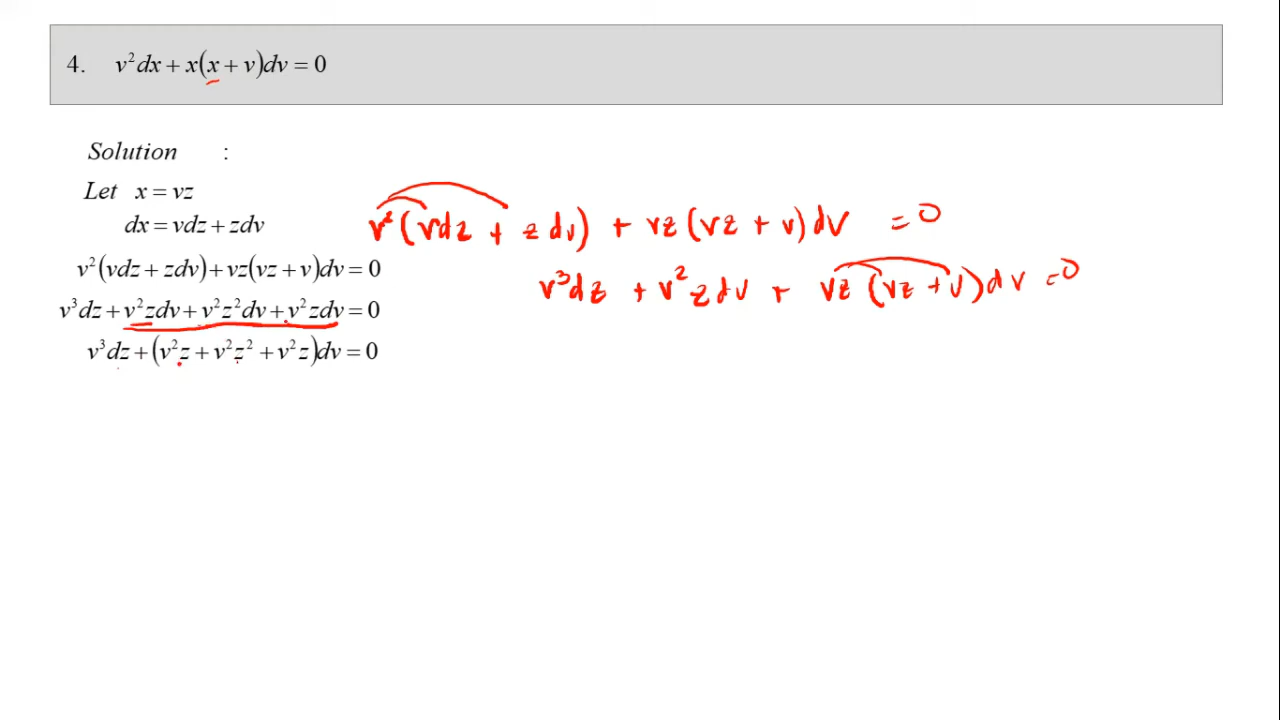 4. v²dx + x(x + v)dv = 0
Solution :
Let x = vz
dx = vdz + zdv
v²(vdz + zdv) + vz(vz + v)dv = 0
v³dz + v²zdv + v²z²dv + v²zdv = 0
v³dz + (v²z + v²z² + v²z)dv = 0
v²(vdz + zdv) + vz(vz + v)dv = 0
v³dz + v²zdv + vz(vz + v)dv = 0